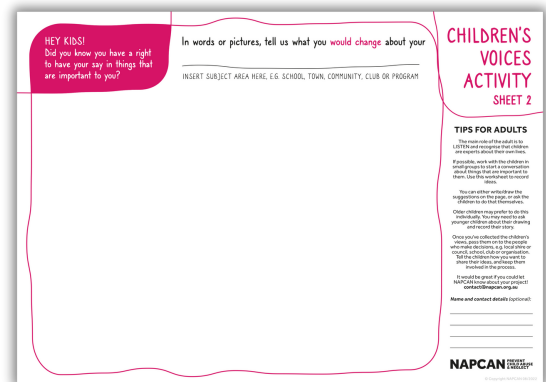 HEY KIDS!
Did you know you have a right
to have your say in things that
are important to you?
In words or pictures, tell us what you would change about your
INSERT SUBJECT AREA HERE, E.G. SCHOOL, TOWN, COMMUNITY, CLUB OR PROGRAM
CHILDREN'S
VOICES
ACTIVITY
SHEET 2
TIPS FOR ADULTS
The main role of the adult is to
LISTEN and recognise that children
are experts about their own lives.
If possible, work with the children in
small groups to start a conversation
about things that are important to
them. Use this worksheet to record
ideas.
You can either write/draw the
suggestions on the page, or ask the
children to do that themselves.
Older children may prefer to do this
individually. You may need to ask
younger children about their drawing
and record their story.
Once you've collected the children's
views, pass them on to the people
who make decisions, e.g. local shire or
council, school, club or organisation.
Tell the children how you want to
share their ideas, and keep them
involved in the process.
It would be great if you could let
NAPCAN know about your project!
contact@napcan.org.au
Name and contact details (optional):
NAPCAN PREVENT
CHILD ABUSE
& NEGLECT